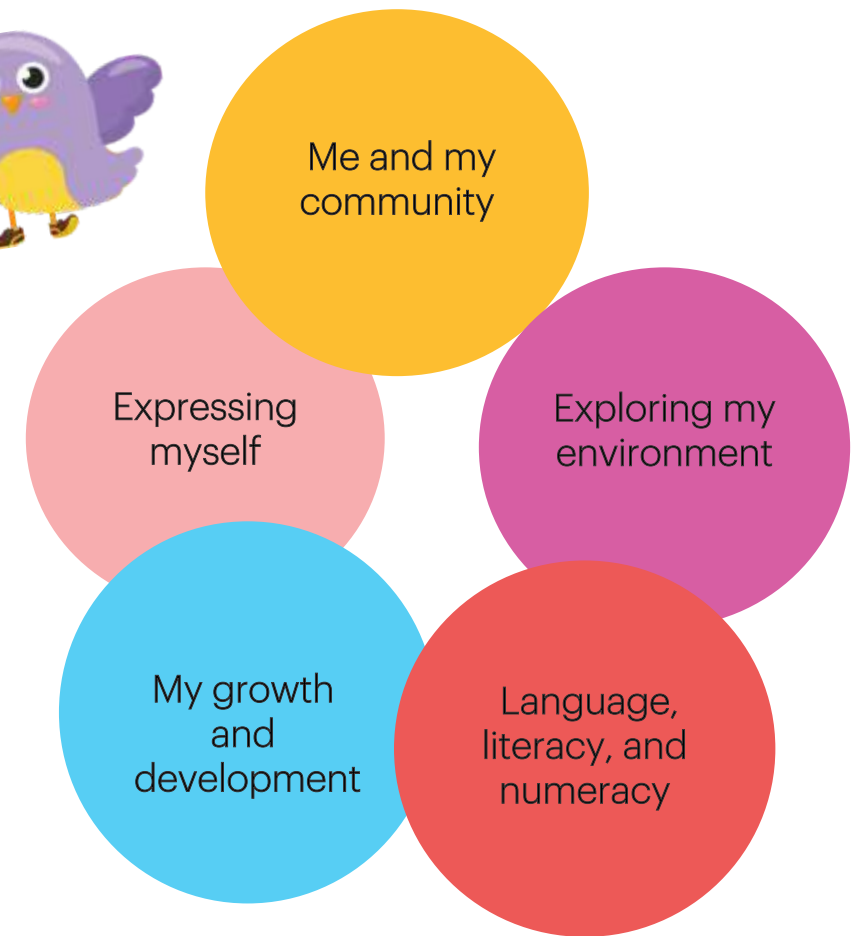 Me and my
community
Expressing
myself
Exploring my
environment
My growth
and
development
Language,
literacy, and
numeracy